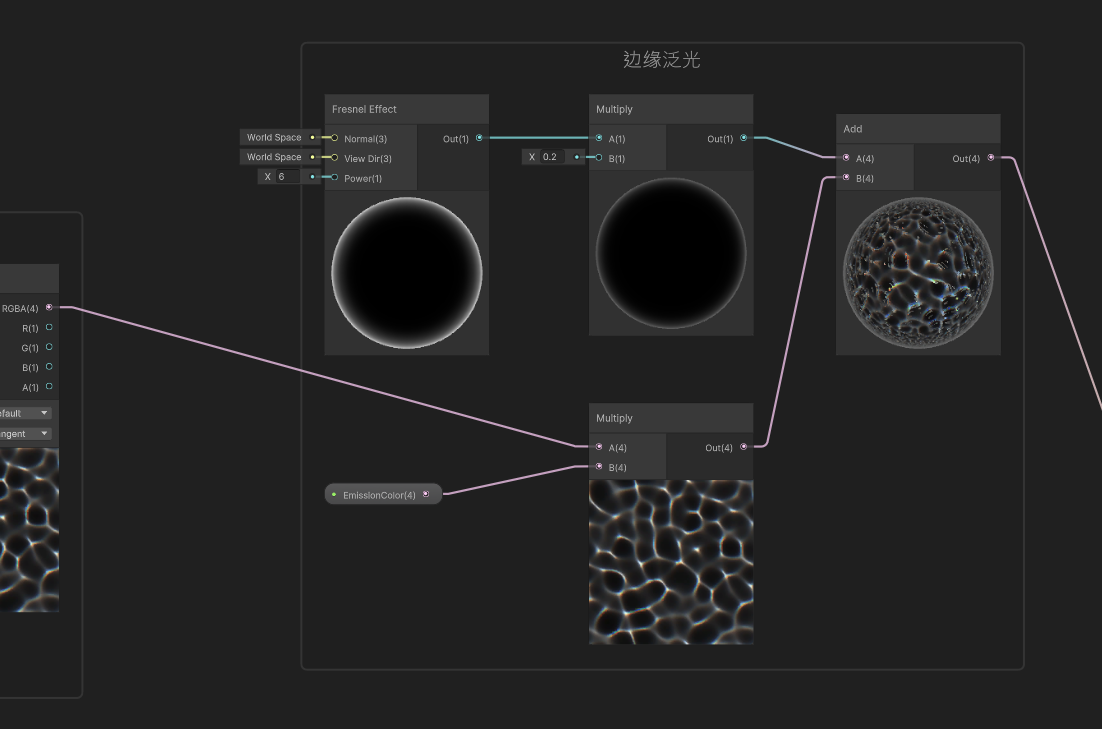 边缘泛光
Fresnel Effect
World Space
Normal(3)
Out(1)
World Space
View Dir(3)
X 6
Power(1)
Multiply
A(1)
Out(1)
X 0.2
B(1)
Add
A(4)
Out(4)
B(4)
RGBA(4)
R(1)
G(1)
B(1)
A(1)
Multiply
A(4)
Out(4)
B(4)
EmissionColor(4)